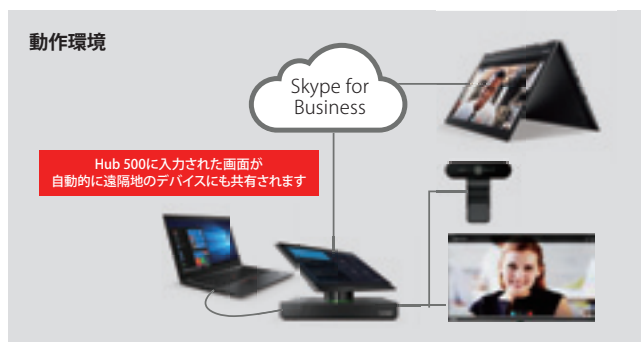 動作環境
Skype for
Business
Hub 500に入力された画面が
自動的に遠隔地のデバイスにも共有されます